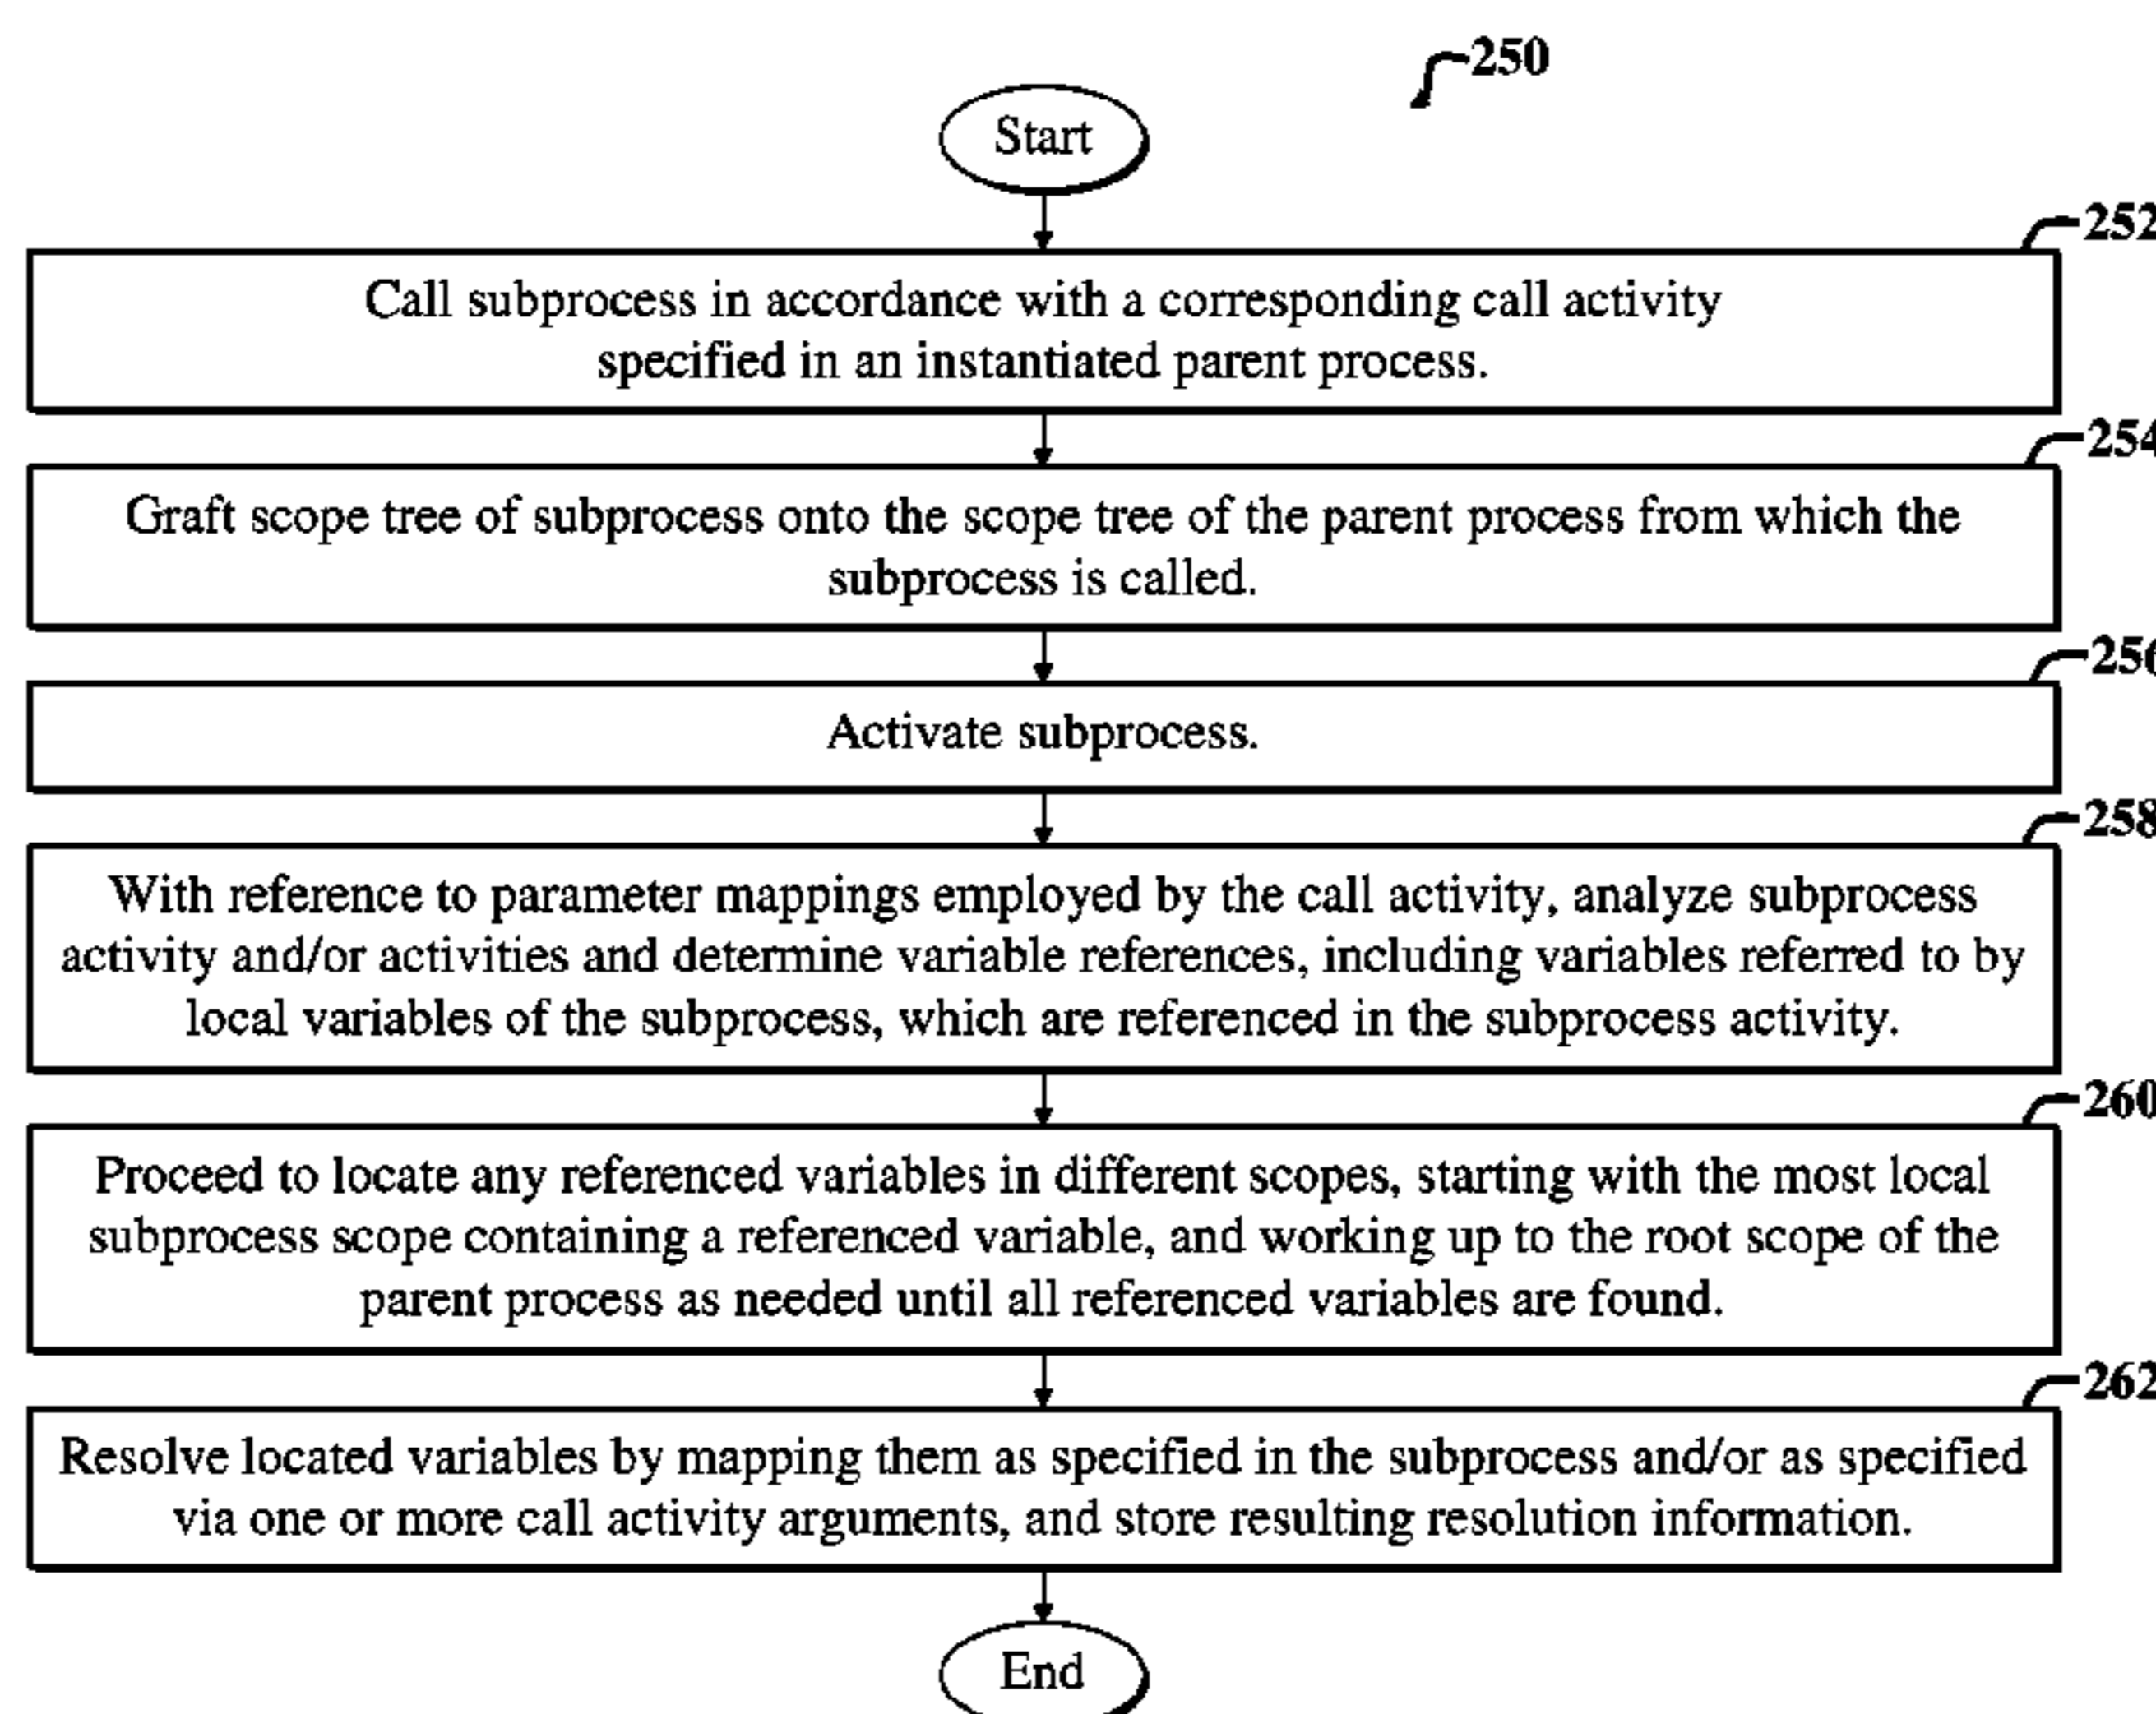 250
Start
252
Call subprocess in accordance with a corresponding call activity
specified in an instantiated parent process.
254
Graft scope tree of subprocess onto the scope tree of the parent process from which the
subprocess is called.
256
Activate subprocess.
258
With reference to parameter mappings employed by the call activity, analyze subprocess
activity and/or activities and determine variable references, including variables referred to by
local variables of the subprocess, which are referenced in the subprocess activity.
260
Proceed to locate any referenced variables in different scopes, starting with the most local
subprocess scope containing a referenced variable, and working up to the root scope of the
parent process as needed until all referenced variables are found.
262
Resolve located variables by mapping them as specified in the subprocess and/or as specified
via one or more call activity arguments, and store resulting resolution information.
End